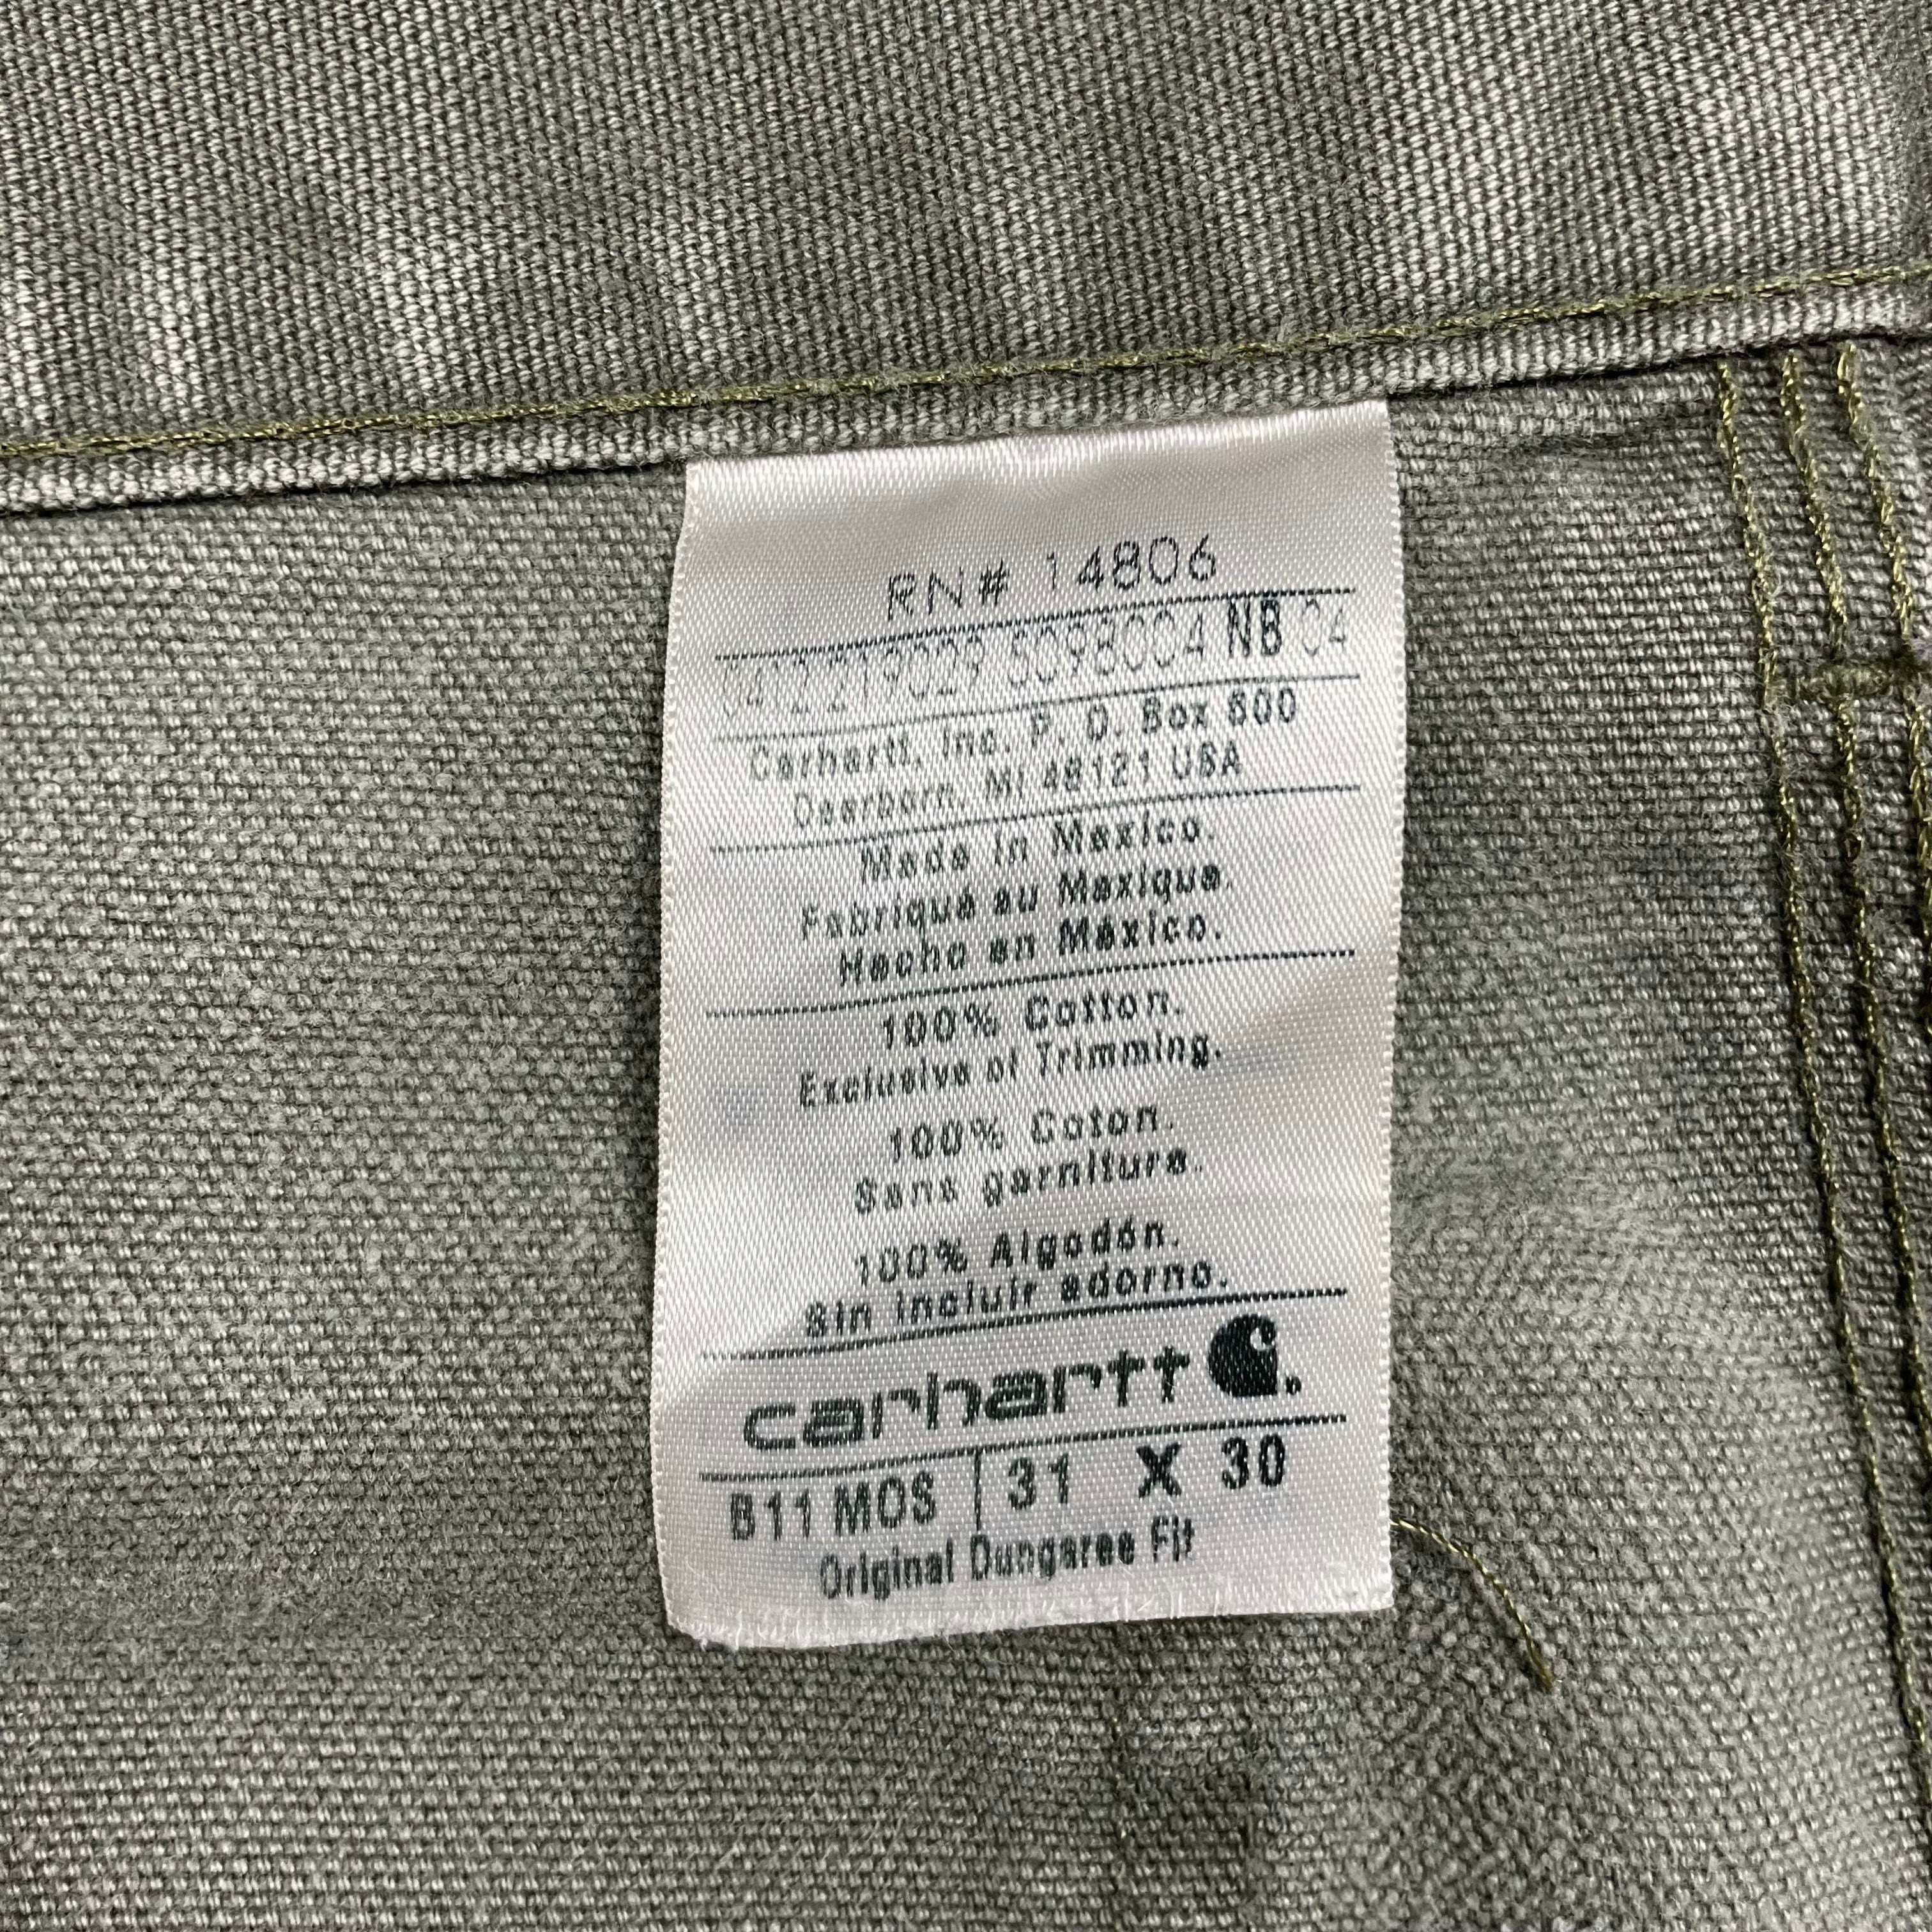 RN# 14806
219029 5098004 NB 04
Carhartt, Inc. P. O. Box 600
Dearborn, MI 48121 USA
Made in Mexico.
Fabriqué au Mexique.
Hecho en México.
100% Cotton.
Exclusive of Trimming.
100% Coton.
Sans garniture.
100% Algodón.
Sin incluir adorno.
carhartt
B11 MOS 31 X 30
Original Dungaree Fit